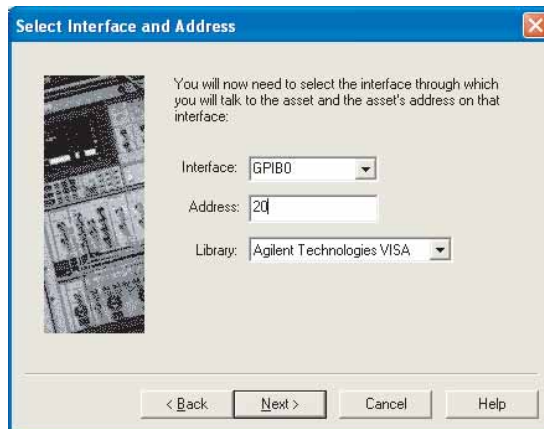 Select Interface and Address
You will now need to select the interface through which
you will talk to the asset and the asset's address on that
interface:
Interface: GPIB0
Address: 20
Library: Agilent Technologies VISA
< Back Next > Cancel Help